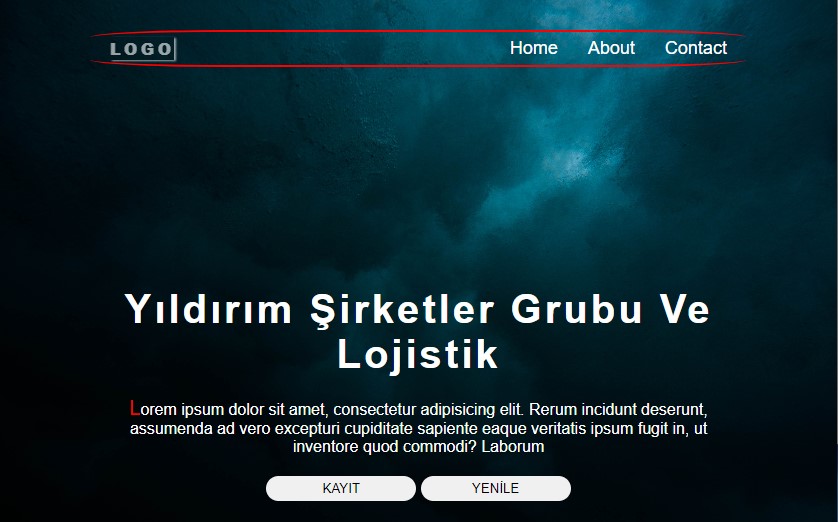 LOGO
Home About Contact
Yıldırım Şirketler Grubu Ve
Lojistik
Lorem ipsum dolor sit amet, consectetur adipisicing elit. Rerum incidunt deserunt,
assumenda ad vero excepturi cupiditate sapiente eaque veritatis ipsum fugit in, ut
inventore quod commodi? Laborum
KAYIT YENİLE